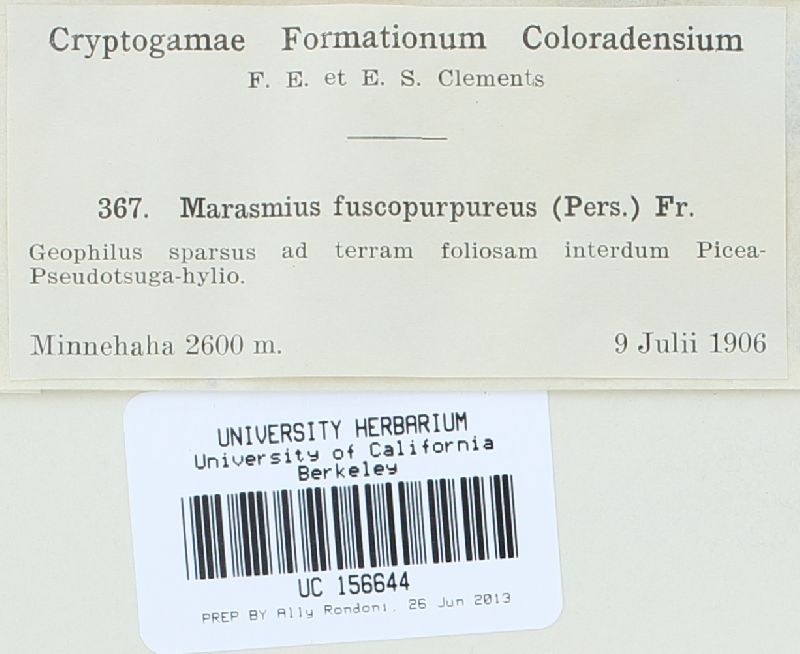 Cryptogamae Formationum Coloradensium
F. E. et E. S. Clements
367. Marasmius fuscopurpureus (Pers.) Fr.
Geophilus sparsus ad terram foliosam interdum Picea-
Pseudotsuga-hylio.
Minnehaha 2600 m. 9 Julii 1906
UNIVERSITY HERBARIUM
University of California
Berkeley
UC 156644
PREP BY Ally Rondoni. 26 Jun 2013